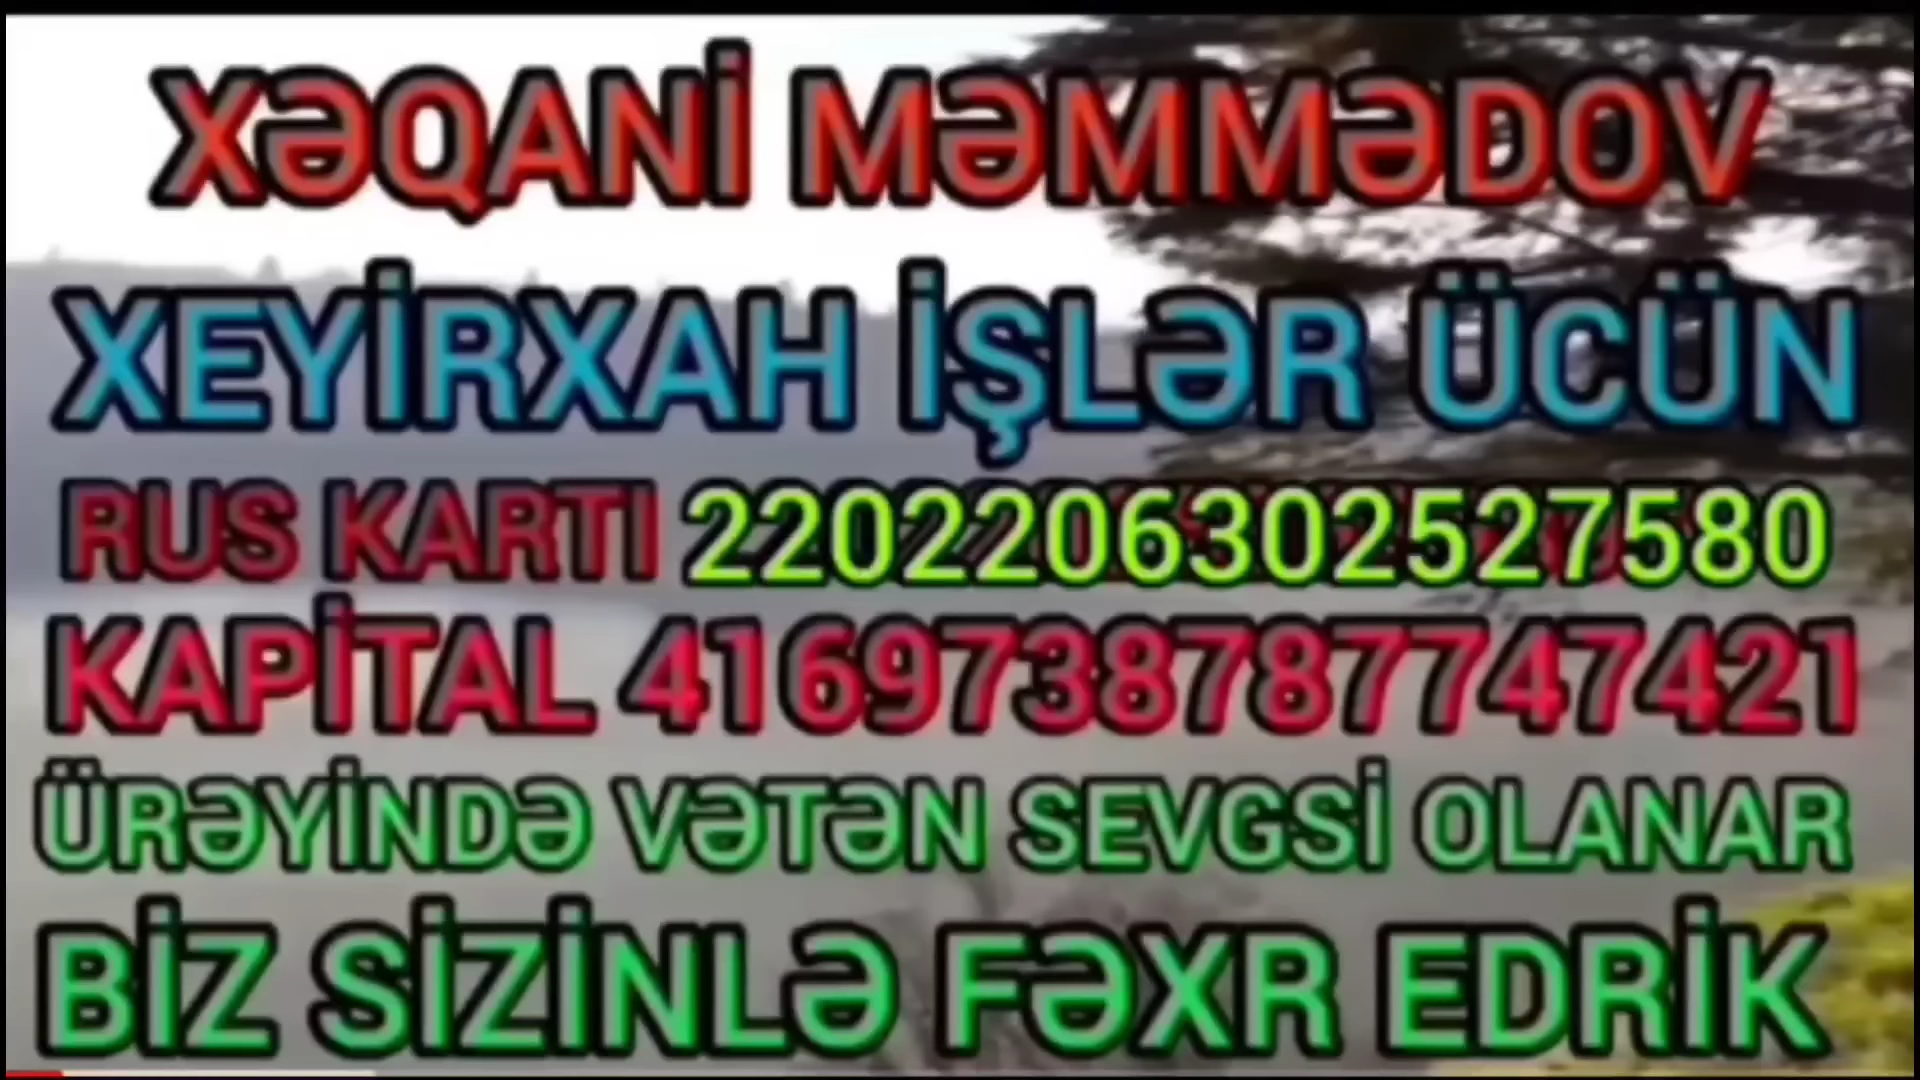 XƏQANİ MƏMMƏDOV
XEYİRXAH İŞLƏR ÜCÜN
RUS KARTI 2202206302527580
KAPİTAL 4169738787747421
ÜRƏYİNDƏ VƏTƏN SEVGSİ OLANAR
BİZ SİZİNLƏ FƏXR EDRİK